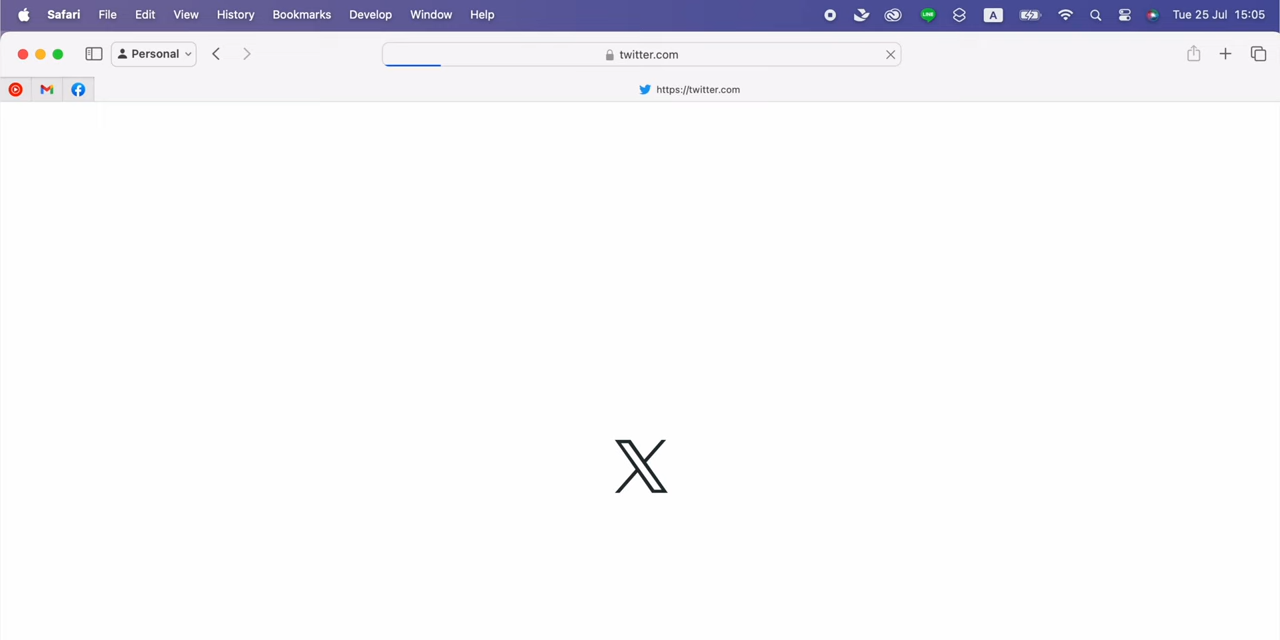 Safari File Edit View History Bookmarks Develop Window Help LINE A Tue 25 Jul 15:05
Personal twitter.com
https://twitter.com
X